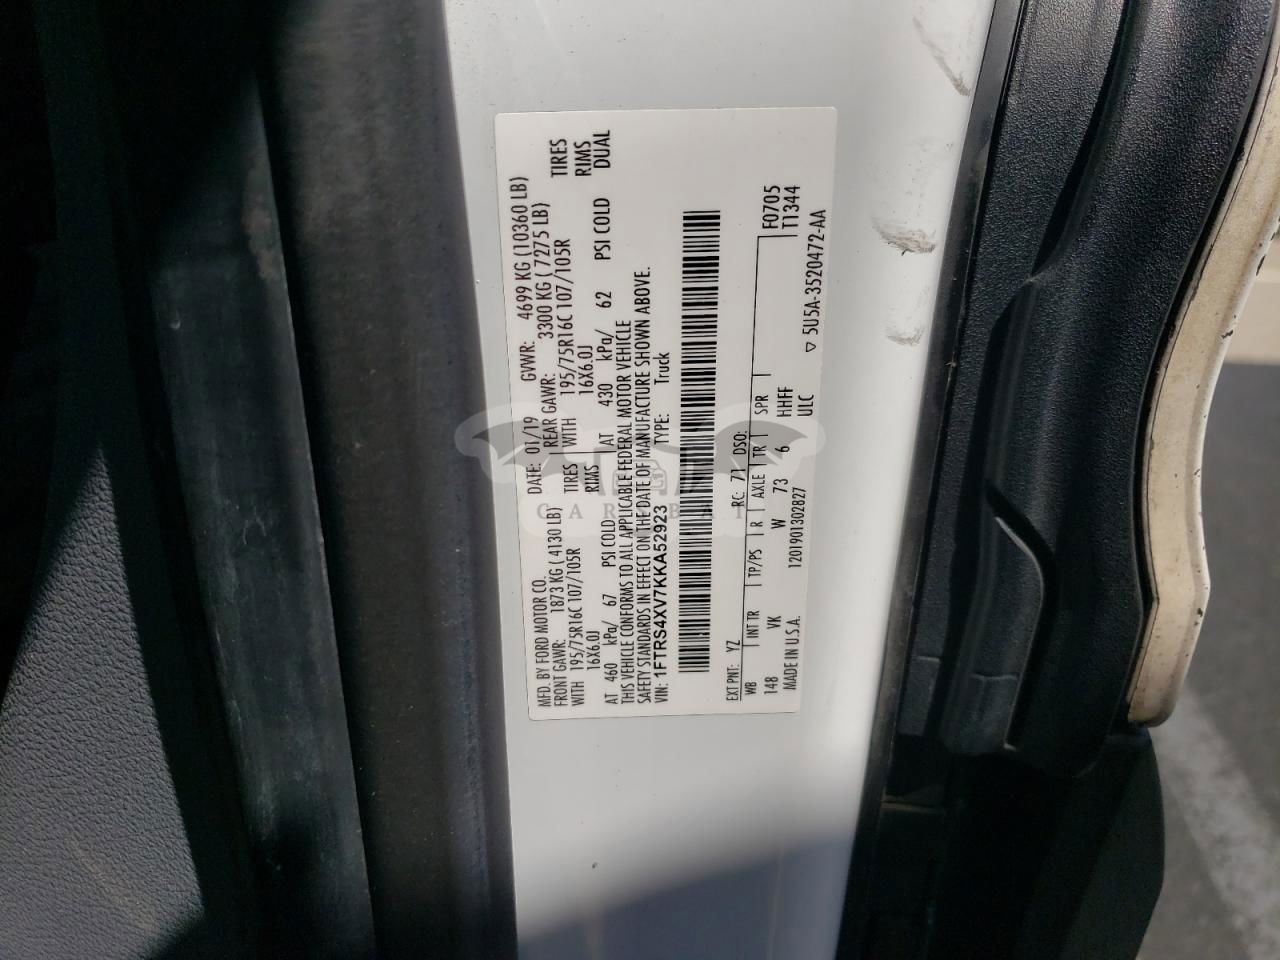 MFD. BY FORD MOTOR CO.
DATE: 01/19 GVWR: 4699 KG (10360 LB)
FRONT GAWR: 1873 KG ( 4130 LB) REAR GAWR: 3300 KG ( 7275 LB)
WITH 195/75R16C 107/105R TIRES WITH 195/75R16C 107/105R TIRES
16X6.0J RIMS 16X6.0J RIMS
AT 460 kPa/ 67 PSI COLD AT 430 kPa/ 62 PSI COLD DUAL
THIS VEHICLE CONFORMS TO ALL APPLICABLE FEDERAL MOTOR VEHICLE
SAFETY STANDARDS IN EFFECT ON THE DATE OF MANUFACTURE SHOWN ABOVE.
VIN: 1FTRS4XV7KKA52923 TYPE: Truck
EXT PNT: YZ RC: 71 DSO: F0705
WB INT TR TP/PS R AXLE TR SPR T1344
148 VK W 73 6 HHFF
MADE IN U.S.A. 1201901302827 ULC
▽ 5U5A-3520472-AA